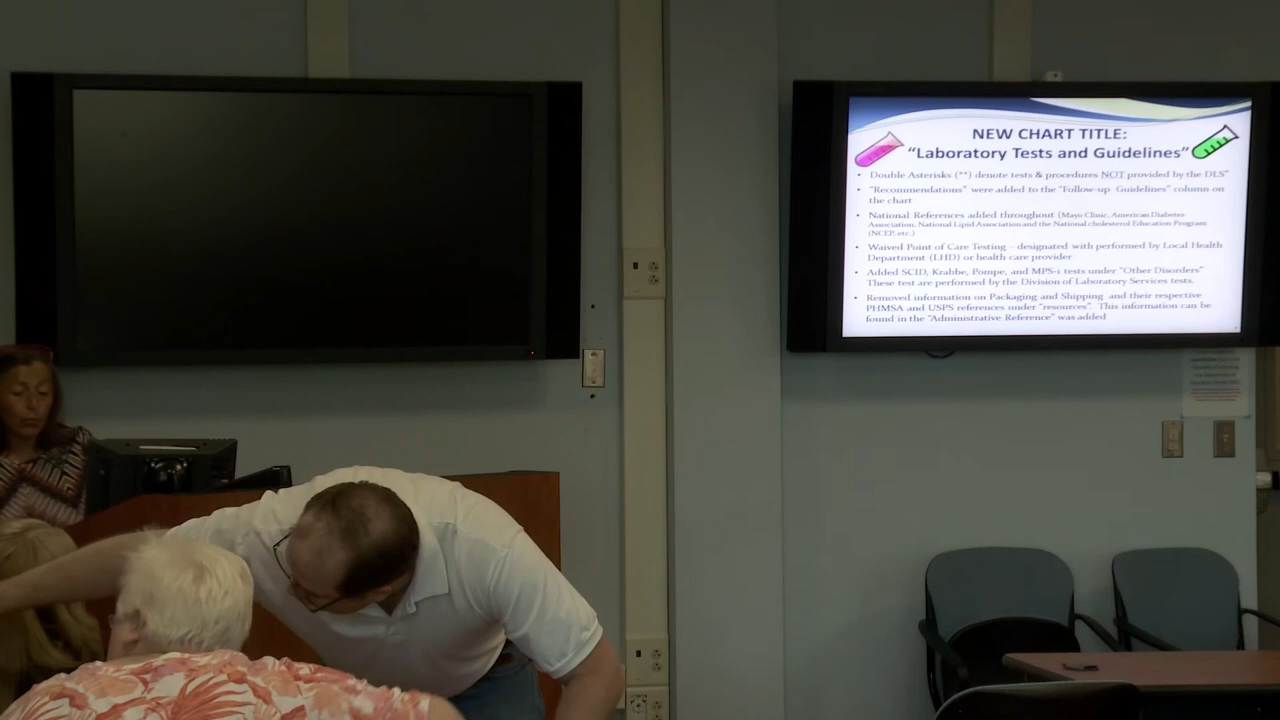 NEW CHART TITLE:
“Laboratory Tests and Guidelines”
• Double Asterisks (**) denote tests & procedures NOT provided by the DLS”
• “Recommendations” were added to the “Follow-up Guidelines” column on
the chart
• National References added throughout (Mayo Clinic, American Diabetes
Association, National Lipid Association and the National cholesterol Education Program
(NCEP, etc.)
• Waived Point of Care Testing – designated with performed by Local Health
Department (LHD) or health care provider
• Added SCID, Krabbe, Pompe, and MPS-1 tests under “Other Disorders”
These test are performed by the Division of Laboratory Services tests.
• Removed information on Packaging and Shipping and their respective
PHMSA and USPS references under “resources”. This information can be
found in the “Administrative Reference” was added